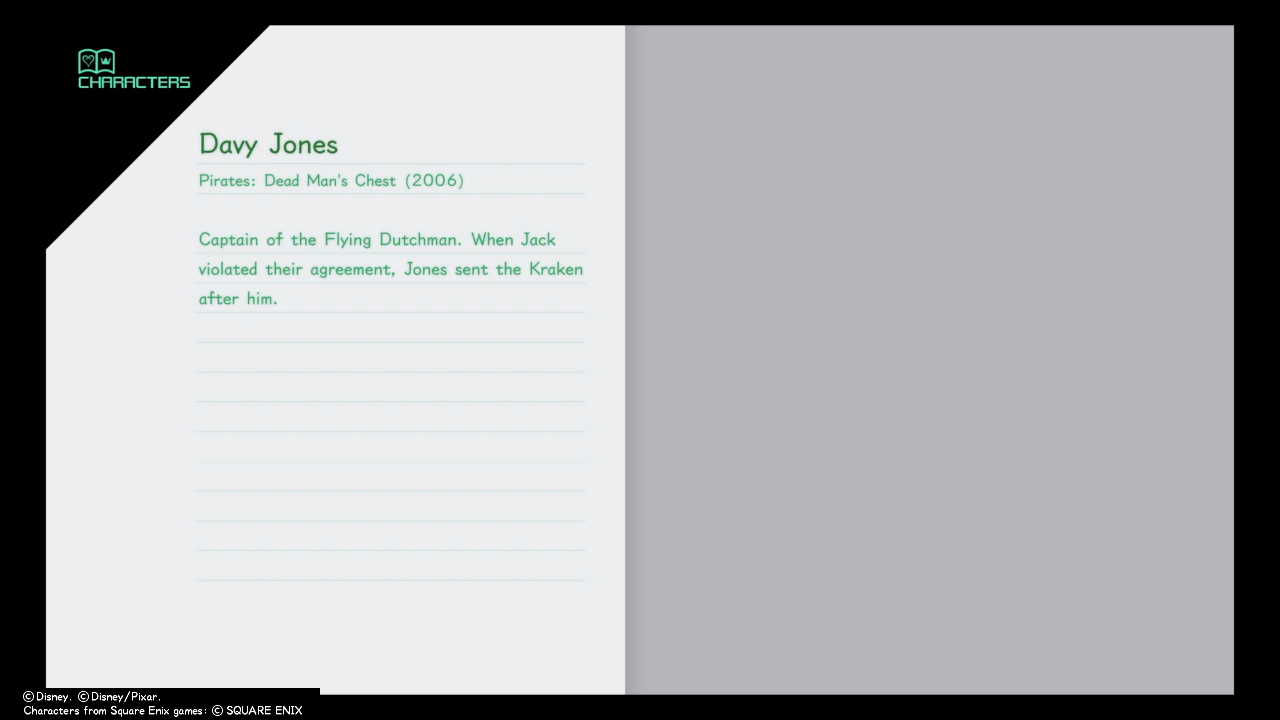 CHARACTERS
Davy Jones
Pirates: Dead Man's Chest (2006)
Captain of the Flying Dutchman. When Jack
violated their agreement, Jones sent the Kraken
after him.
©Disney. ©Disney/Pixar.
Characters from Square Enix games: © SQUARE ENIX